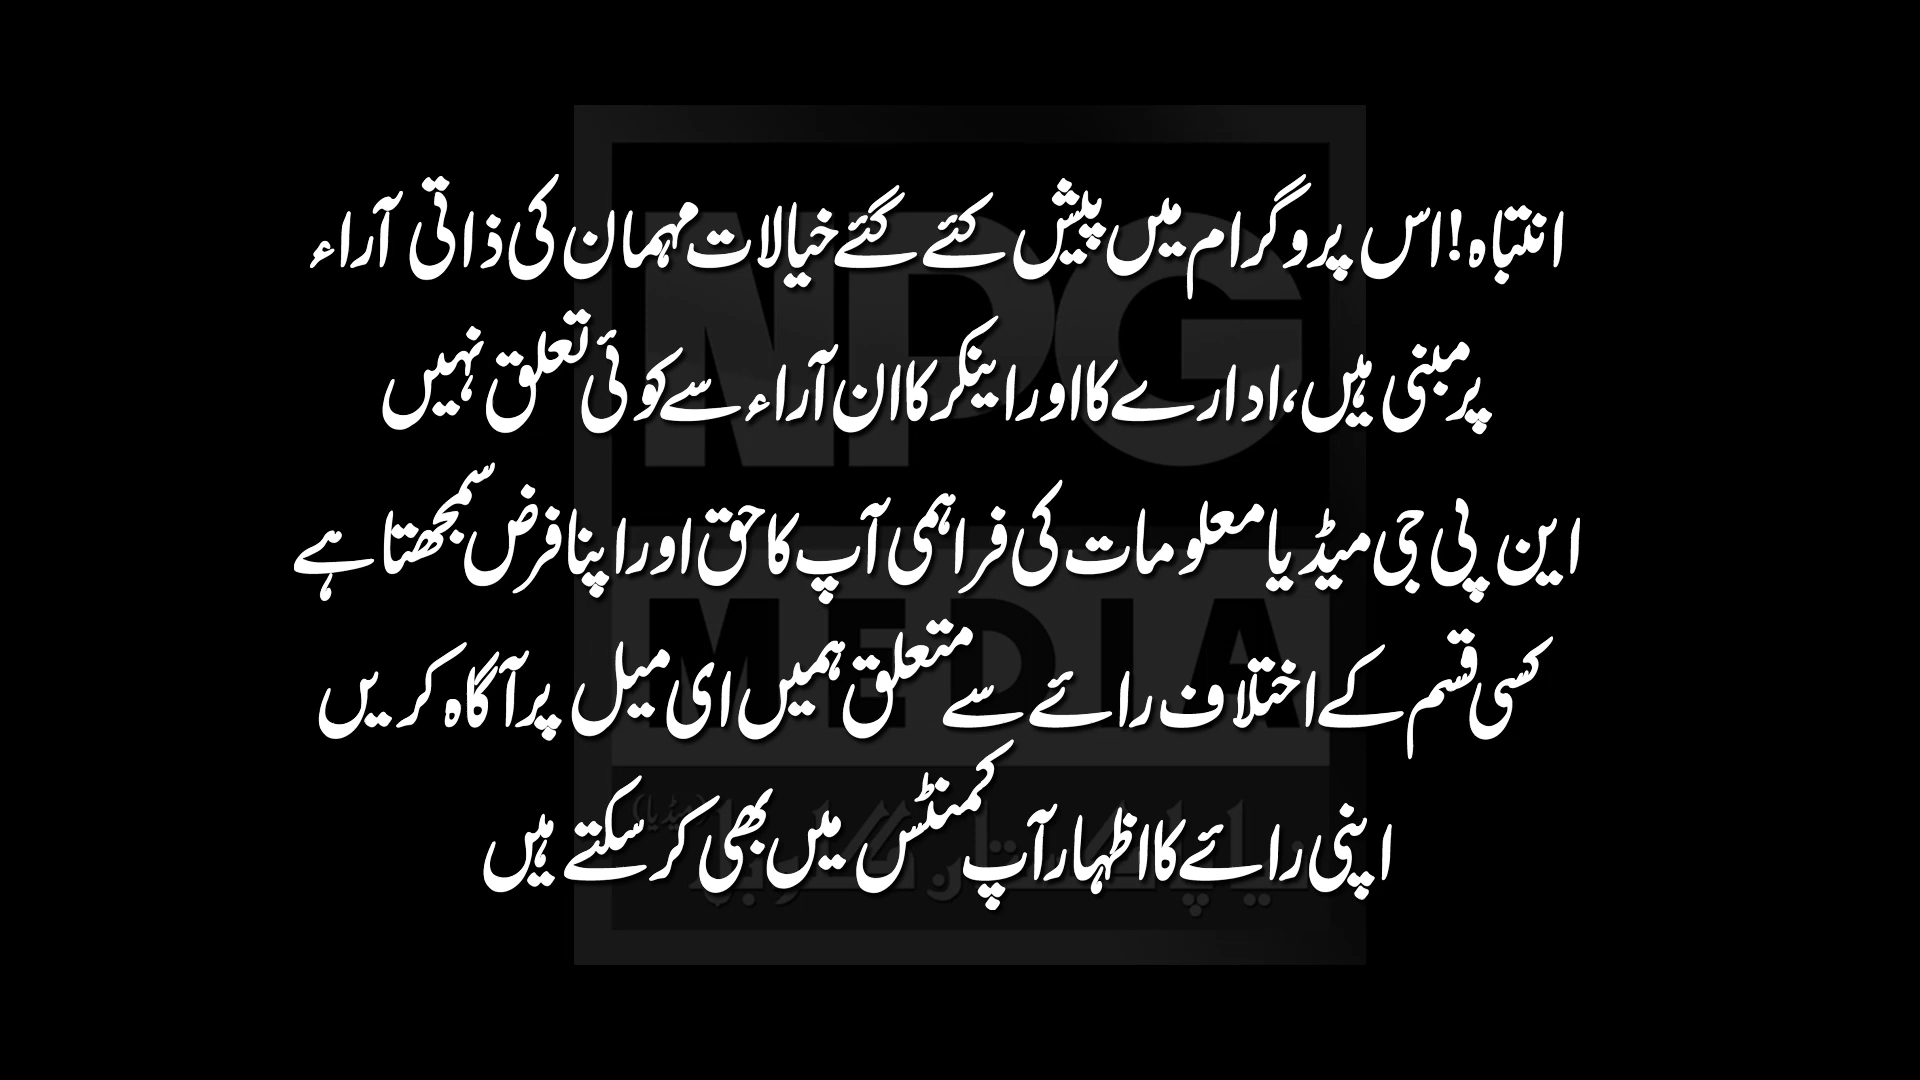 انتباہ!اس پروگرام میں پیش کئے گئے خیالات مہمان کی ذاتی آراء
پر مبنی ہیں،ادارے کا اور اینکر کا ان آراء سے کوئی تعلق نہیں
این پی جی میڈیا معلومات کی فراہمی آپ کا حق اور اپنا فرض سمجھتا ہے
کسی قسم کے اختلاف رائے سے متعلق ہمیں ای میل پر آگاہ کریں
اپنی رائے کا اظہار آپ کمنٹس میں بھی کر سکتے ہیں
NPG
MEDIA